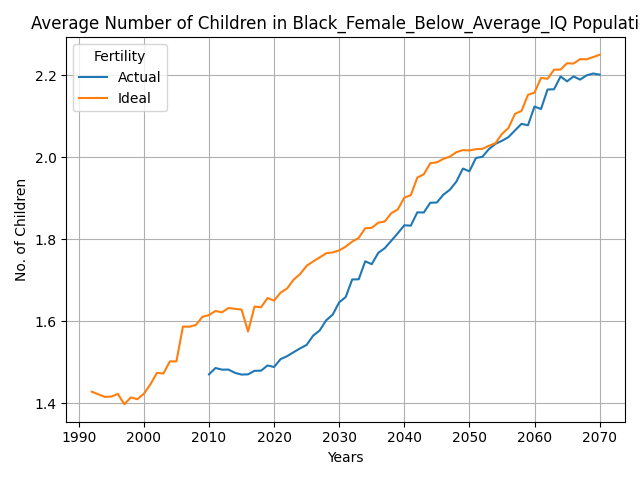 Average Number of Children in Black_Female_Below_Average_IQ Populati
Fertility
Actual
Ideal
2.2
2.0
1.8
1.6
1.4
No. of Children
1990 2000 2010 2020 2030 2040 2050 2060 2070
Years